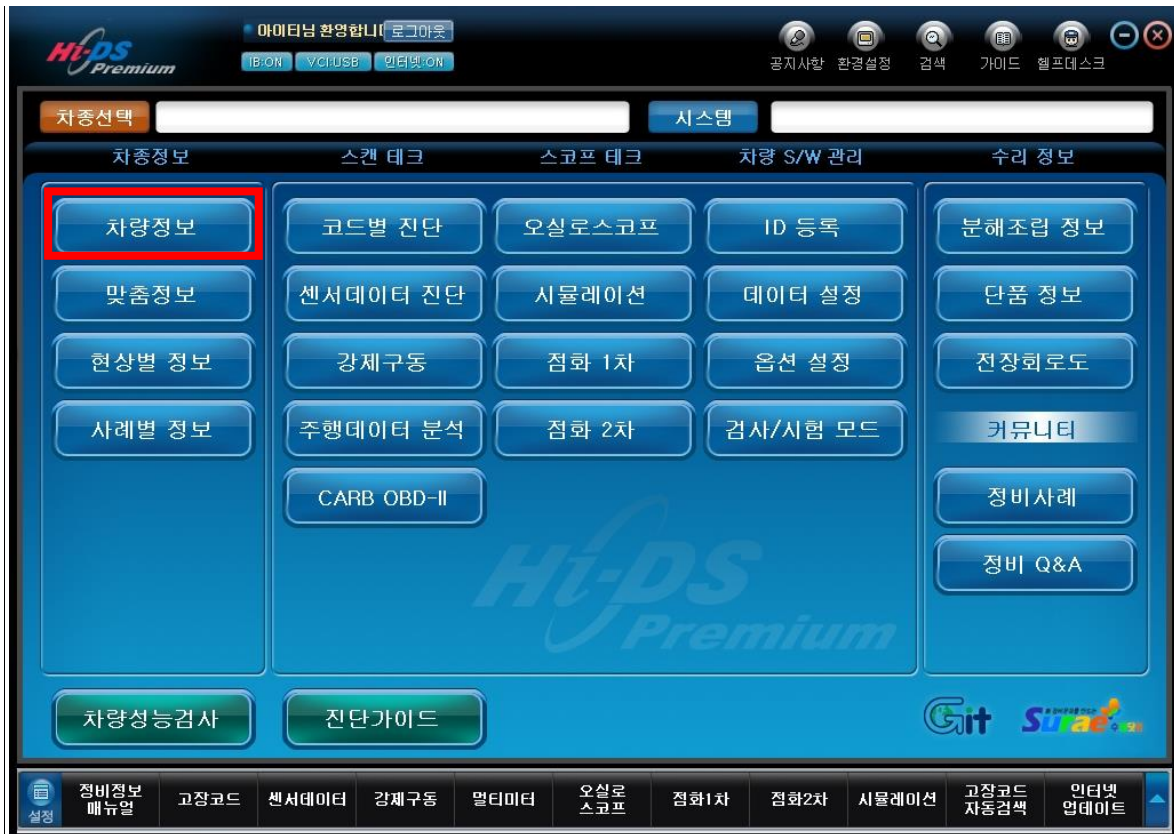 Hi-DS
Premium
아이티님 환영합니다 로그아웃
IB:ON VCI:USB 인터넷:ON
공지사항 환경설정 검색 가이드 헬프데스크
차종선택 시스템
차종정보 스캔 테크 스코프 테크 차량 S/W 관리 수리 정보
차량정보 코드별 진단 오실로스코프 ID 등록 분해조립 정보
맞춤정보 센서데이터 진단 시뮬레이션 데이터 설정 단품 정보
현상별 정보 강제구동 점화 1차 옵션 설정 전장회로도
사례별 정보 주행데이터 분석 점화 2차 검사/시험 모드 커뮤니티
CARB OBD-II 정비사례
정비 Q&A
Hi-DS
Premium
차량성능검사 진단가이드 Git Surae
설정 정비정보 매뉴얼 고장코드 센서데이터 강제구동 멀티미터 오실로 스코프 점화1차 점화2차 시뮬레이션 고장코드 자동검색 인터넷 업데이트